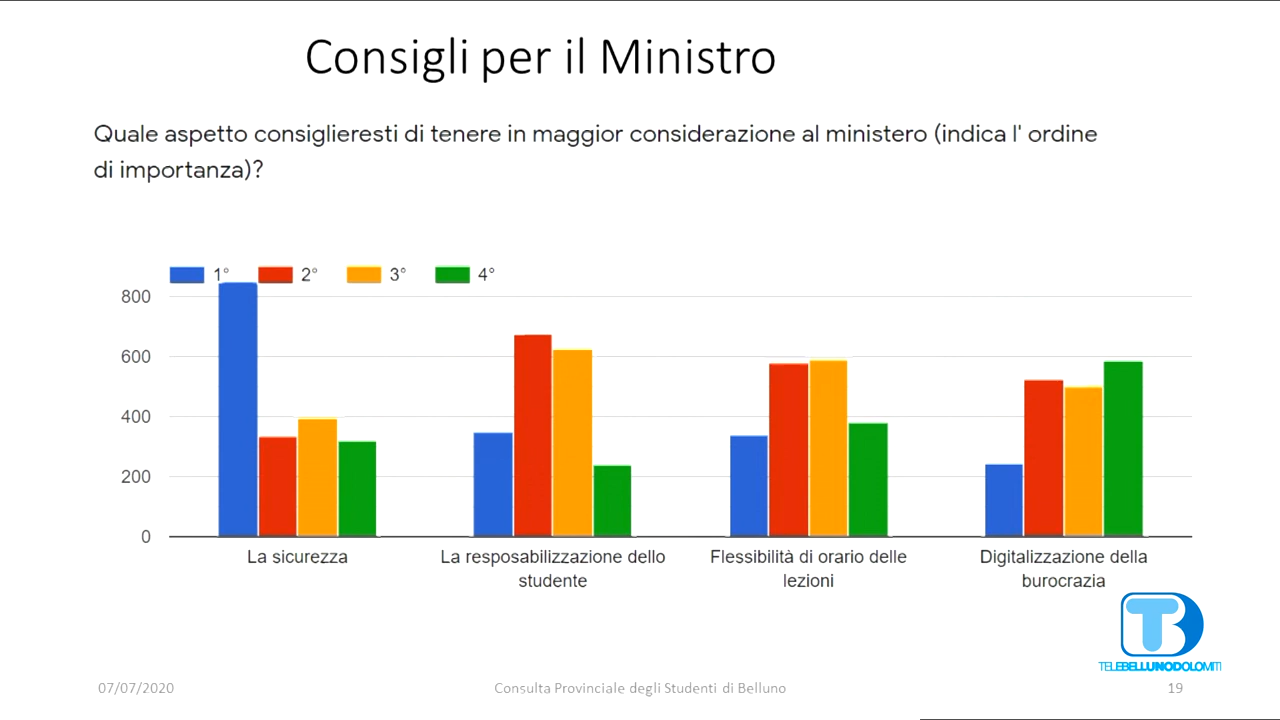 Consigli per il Ministro
Quale aspetto consiglieresti di tenere in maggior considerazione al ministero (indica l' ordine
di importanza)?
1° 2° 3° 4°
800
600
400
200
0
La sicurezza
La resposabilizzazione dello
studente
Flessibilità di orario delle
lezioni
Digitalizzazione della
burocrazia
TB
TELEBELLUNODOLOMITI
07/07/2020
Consulta Provinciale degli Studenti di Belluno
19